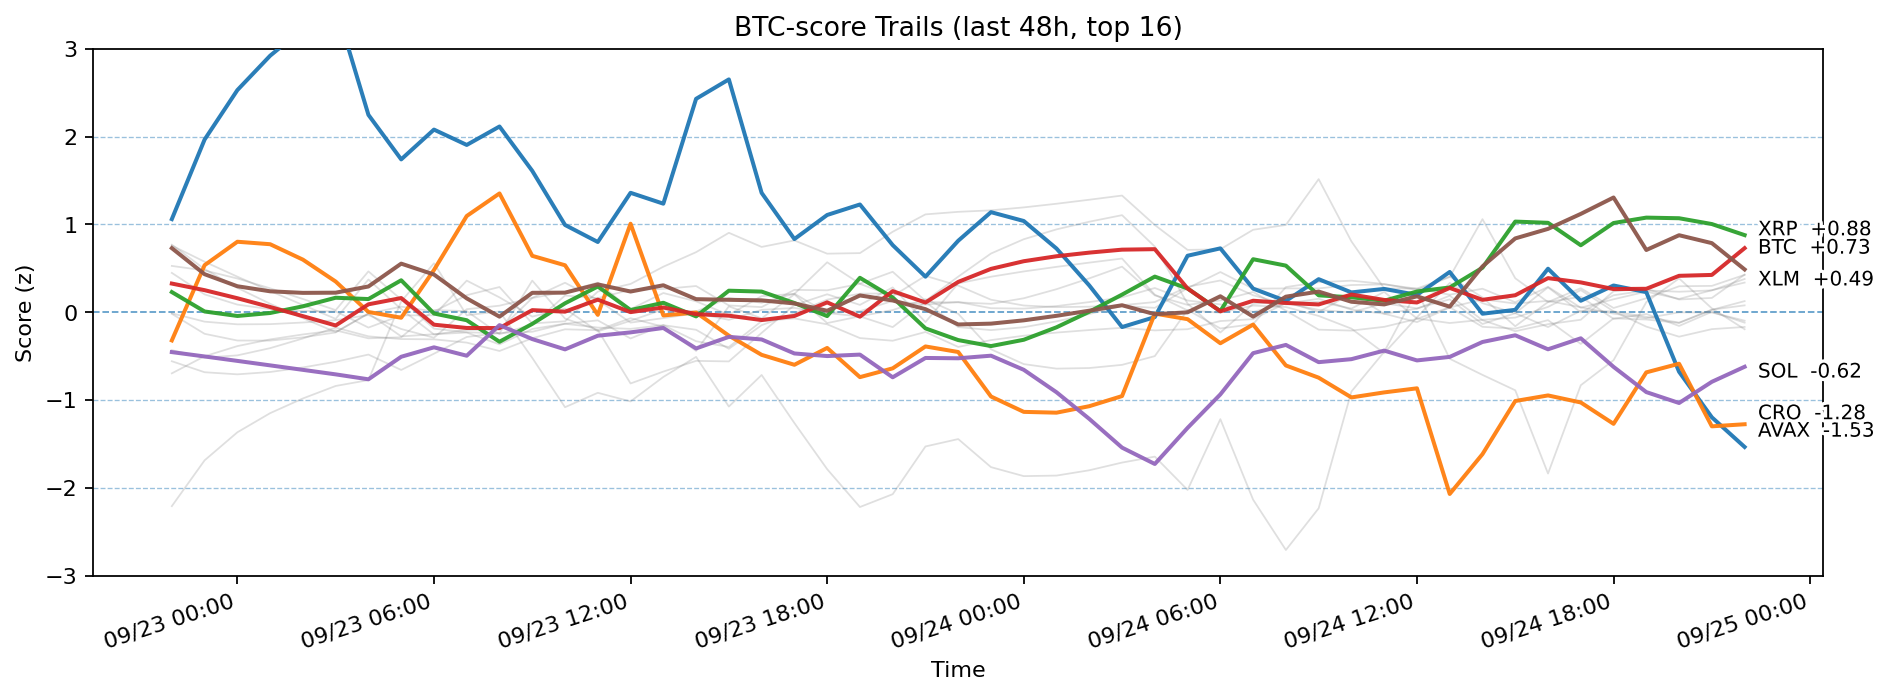 BTC-score Trails (last 48h, top 16)
Score (z)
3
2
1
0
−1
−2
−3
XRP +0.88
BTC +0.73
XLM +0.49
SOL -0.62
CRO -1.28
AVAX -1.53
09/23 00:00
09/23 06:00
09/23 12:00
09/23 18:00
09/24 00:00
09/24 06:00
09/24 12:00
09/24 18:00
09/25 00:00
Time